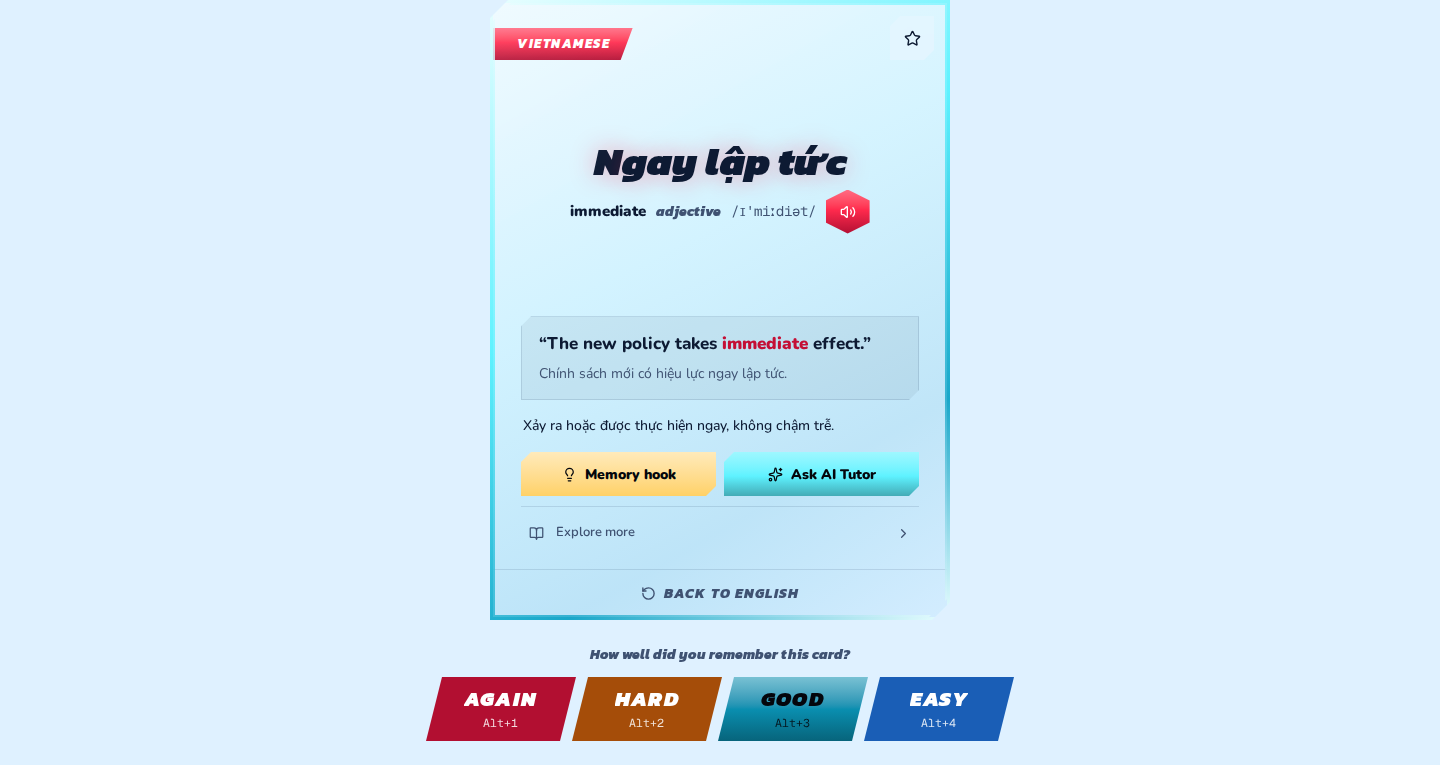 VIETNAMESE
Ngay lập tức
immediate adjective /ɪˈmiːdiət/
“The new policy takes immediate effect.”
Chính sách mới có hiệu lực ngay lập tức.
Xảy ra hoặc được thực hiện ngay, không chậm trễ.
Memory hook Ask AI Tutor
Explore more
BACK TO ENGLISH
How well did you remember this card?
AGAIN HARD GOOD EASY
Alt+1 Alt+2 Alt+3 Alt+4